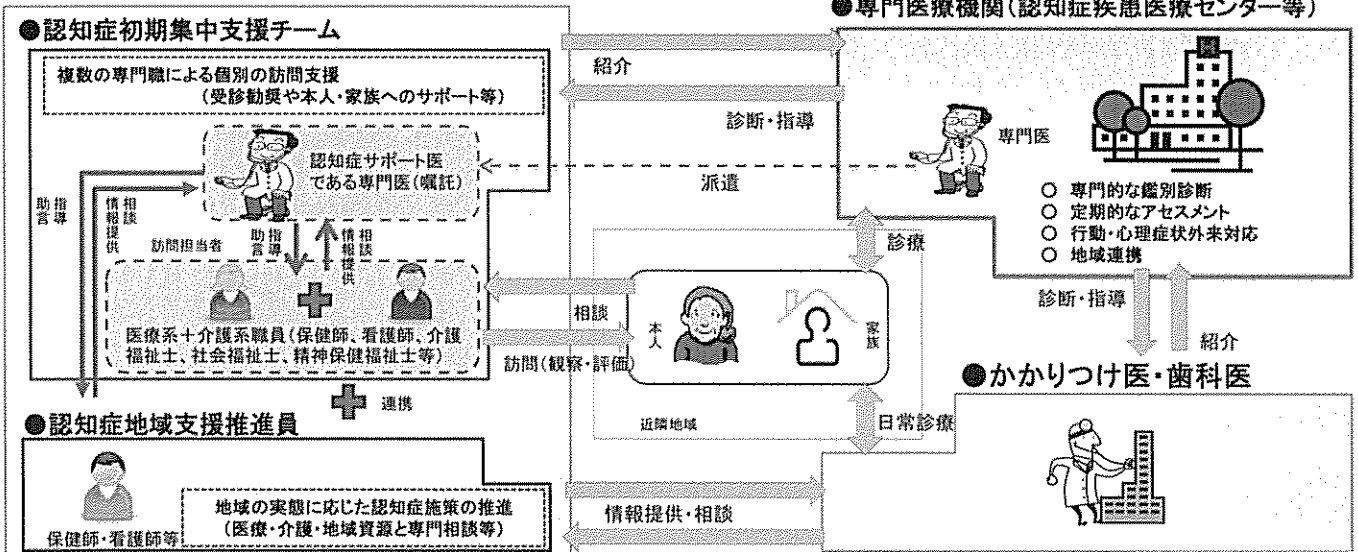 ●認知症初期集中支援チーム
複数の専門職による個別の訪問支援
(受診勧奨や本人・家族へのサポート等)
認知症サポート医
である専門医(嘱託)
指導
助言
相談
情報提供
訪問担当者
指導
助言
相談
情報提供
医療系+介護系職員(保健師、看護師、介護
福祉士、社会福祉士、精神保健福祉士等)
連携
●認知症地域支援推進員
保健師・看護師等
地域の実態に応じた認知症施策の推進
(医療・介護・地域資源と専門相談等)
紹介
診断・指導
派遣
相談
訪問(観察・評価)
本人
家族
近隣地域
診療
日常診療
情報提供・相談
●専門医療機関(認知症疾患医療センター等)
専門医
○ 専門的な鑑別診断
○ 定期的なアセスメント
○ 行動・心理症状外来対応
○ 地域連携
診断・指導
紹介
●かかりつけ医・歯科医